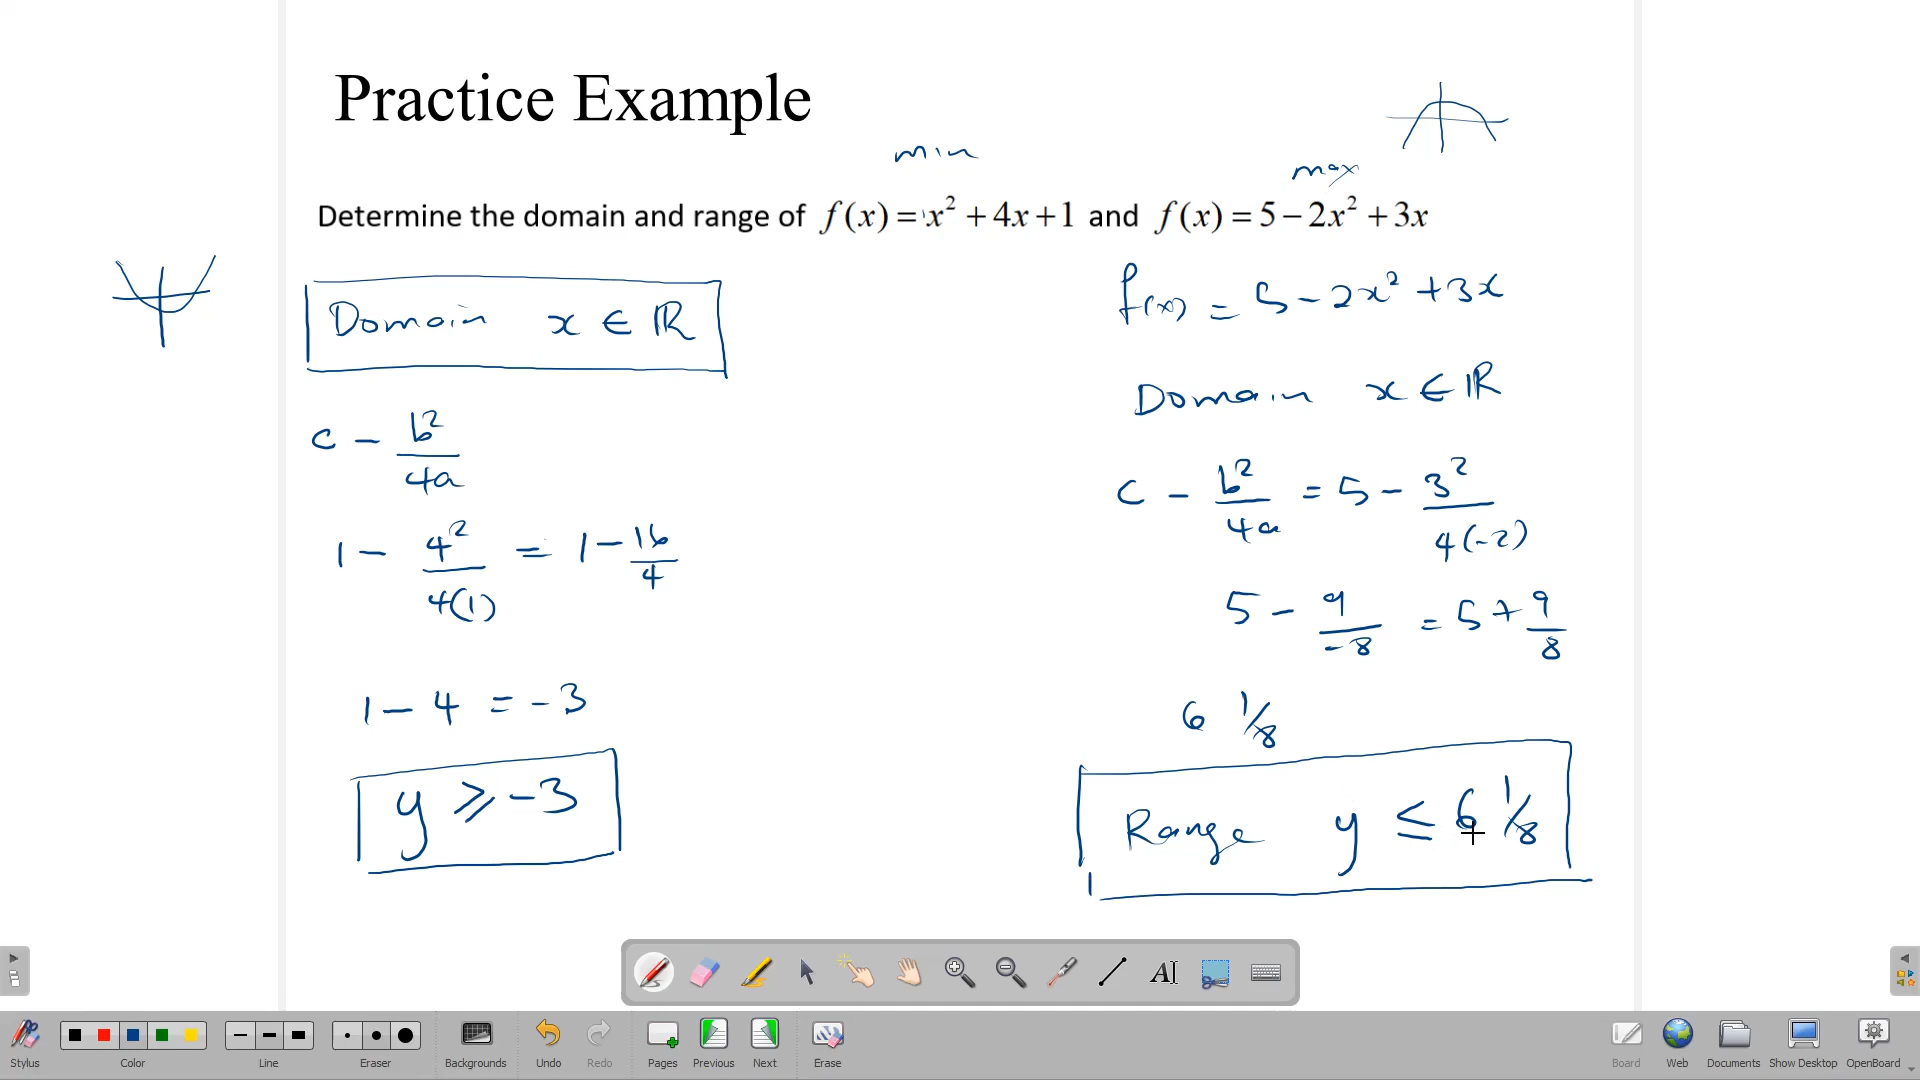 Practice Example
min
max
Determine the domain and range of f(x) = x² + 4x + 1 and f(x) = 5 − 2x² + 3x
Domain x ∈ ℝ
c − b²/4a
1 − 4²/4(1) = 1 − 16/4
1 − 4 = −3
y ⩾ −3
f(x) = 5 − 2x² + 3x
Domain x ∈ ℝ
c − b²/4a = 5 − 3²/4(−2)
5 − 9/−8 = 5 + 9/8
6 1/8
Range y ≤ 6 1/8
AI
Stylus Color Line Eraser Backgrounds Undo Redo Pages Previous Next Erase Board Web Documents Show Desktop OpenBoard